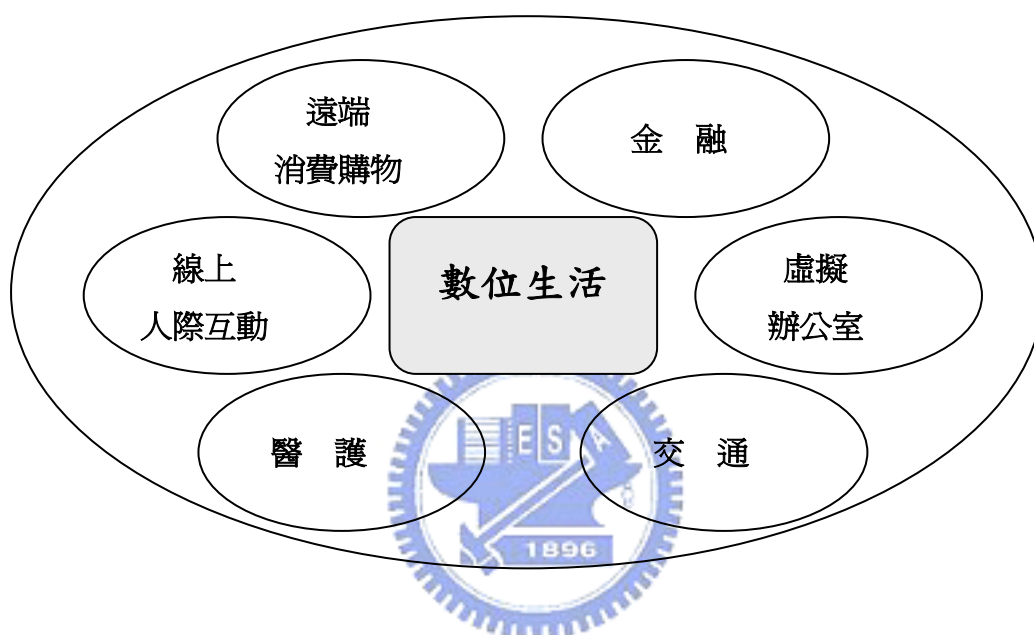 遠端
消費購物
金 融
線上
人際互動
數位生活
虛擬
辦公室
醫 護
交 通
E S A
1896